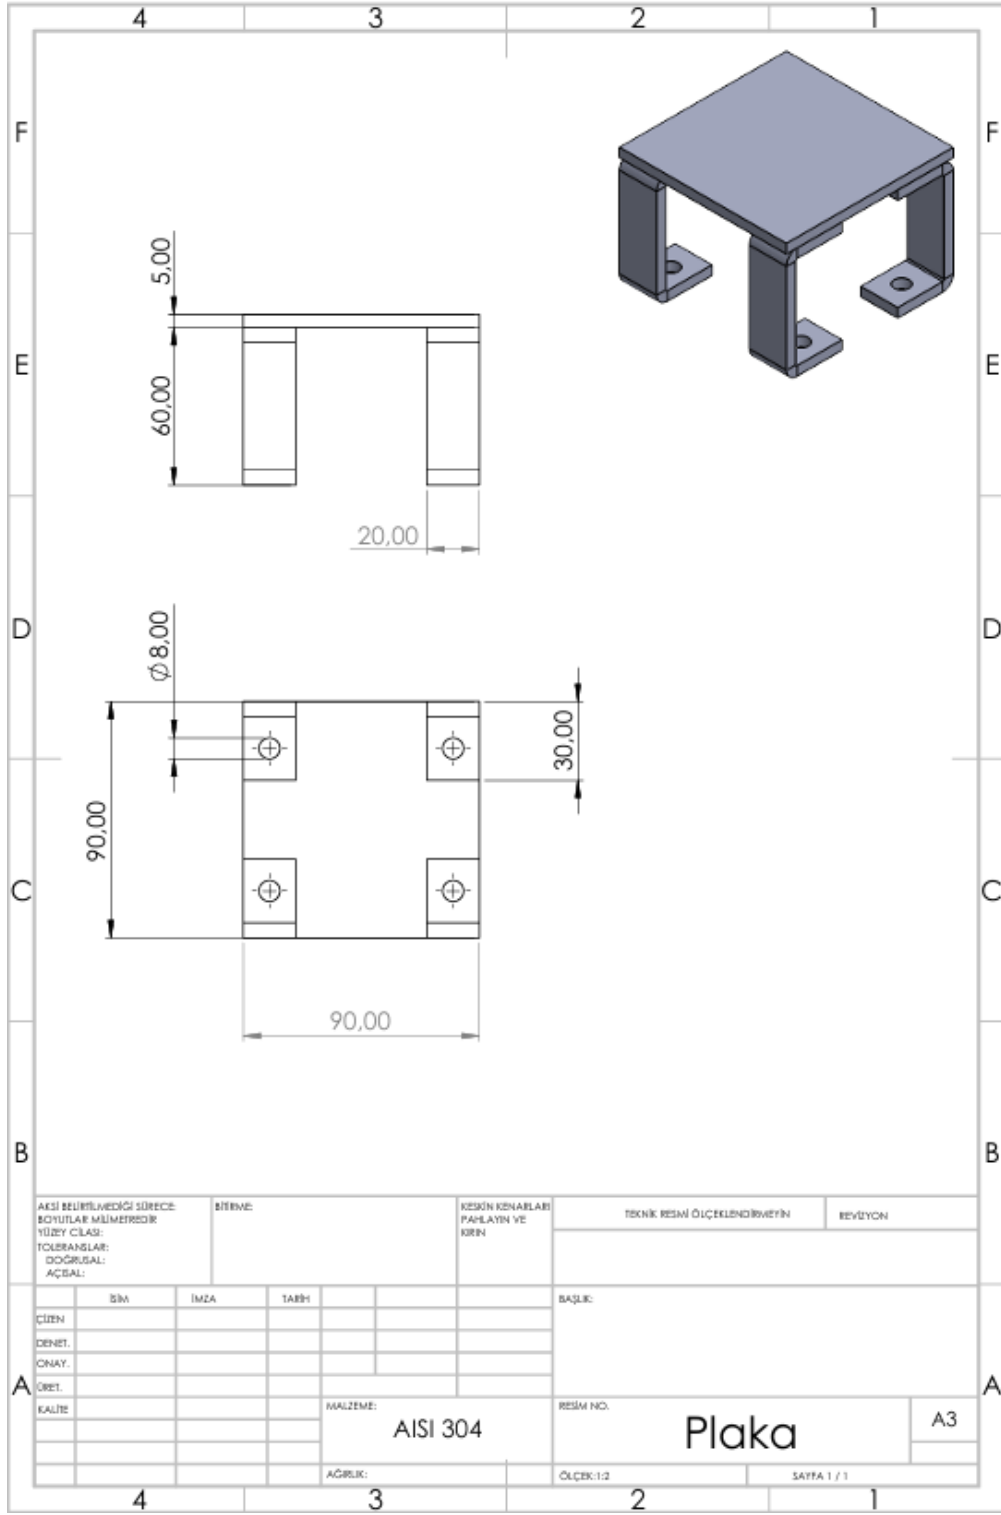 4 3 2 1
F F
5,00
E E
60,00
20,00
D D
Ø8,00
30,00
90,00
C C
90,00
B B
AKSİ BELİRTİLMEDİĞİ SÜRECE:
BOYUTLAR MİLİMETREDİR
YÜZEY CİLASI:
TOLERANSLAR:
DOĞRUSAL:
AÇISAL:
BİTİRME:
KESKİN KENARLARI
PAHLAYIN VE
KIRIN
TEKNİK RESMİ ÖLÇEKLENDİRMEYİN
REVİZYON
İSİM İMZA TARİH
BAŞLIK:
ÇİZEN
DENET.
ONAY.
A A
ÜRET.
KALİTE
MALZEME:
AISI 304
RESİM NO.
Plaka
A3
AĞIRLIK:
ÖLÇEK:1:2
SAYFA 1 / 1
4 3 2 1